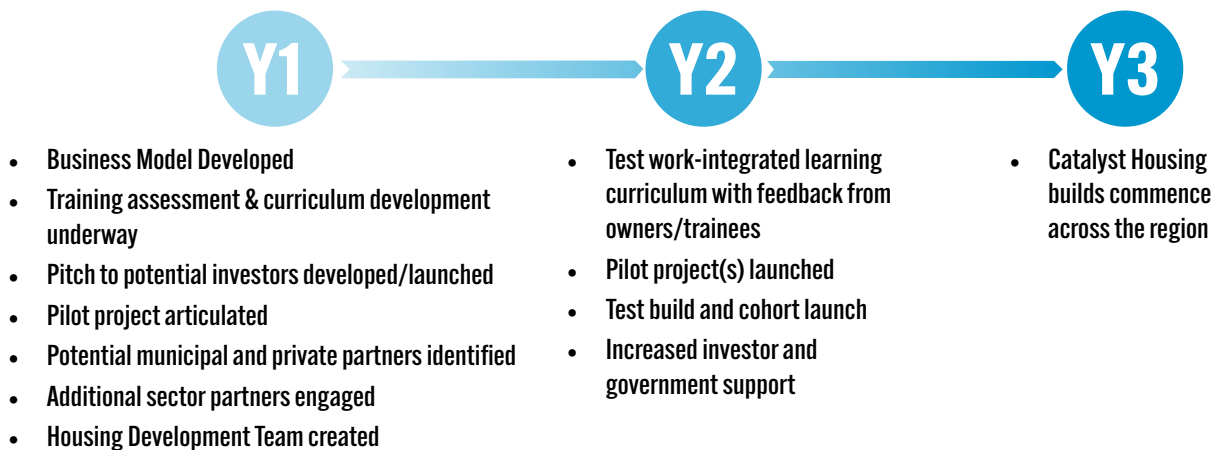 Y1
Y2
Y3
• Business Model Developed
• Training assessment & curriculum development
underway
• Pitch to potential investors developed/launched
• Pilot project articulated
• Potential municipal and private partners identified
• Additional sector partners engaged
• Housing Development Team created
• Test work-integrated learning
curriculum with feedback from
owners/trainees
• Pilot project(s) launched
• Test build and cohort launch
• Increased investor and
government support
• Catalyst Housing
builds commence
across the region